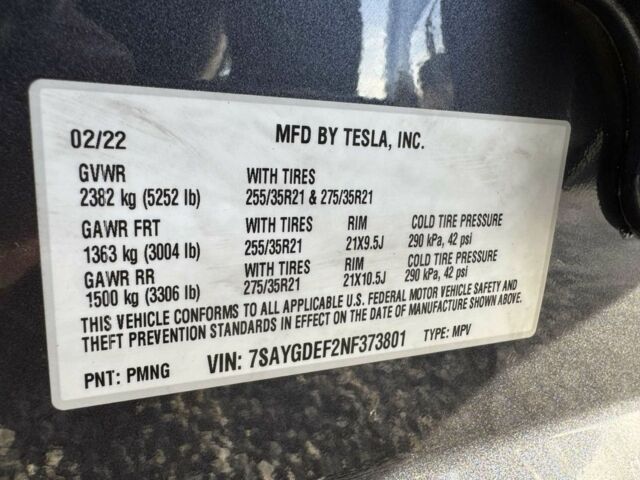 02/22 MFD BY TESLA, INC.
GVWR WITH TIRES
2382 kg (5252 lb) 255/35R21 & 275/35R21
GAWR FRT WITH TIRES RIM COLD TIRE PRESSURE
1363 kg (3004 lb) 255/35R21 21X9.5J 290 kPa, 42 psi
GAWR RR WITH TIRES RIM COLD TIRE PRESSURE
1500 kg (3306 lb) 275/35R21 21X10.5J 290 kPa, 42 psi
THIS VEHICLE CONFORMS TO ALL APPLICABLE U.S. FEDERAL MOTOR VEHICLE SAFETY AND
THEFT PREVENTION STANDARDS IN EFFECT ON THE DATE OF MANUFACTURE SHOWN ABOVE.
PNT: PMNG VIN: 7SAYGDEF2NF373801 TYPE: MPV